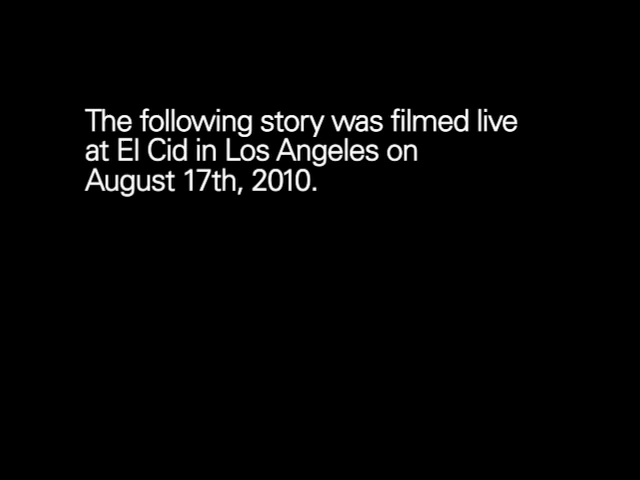 The following story was filmed live
at El Cid in Los Angeles on
August 17th, 2010.